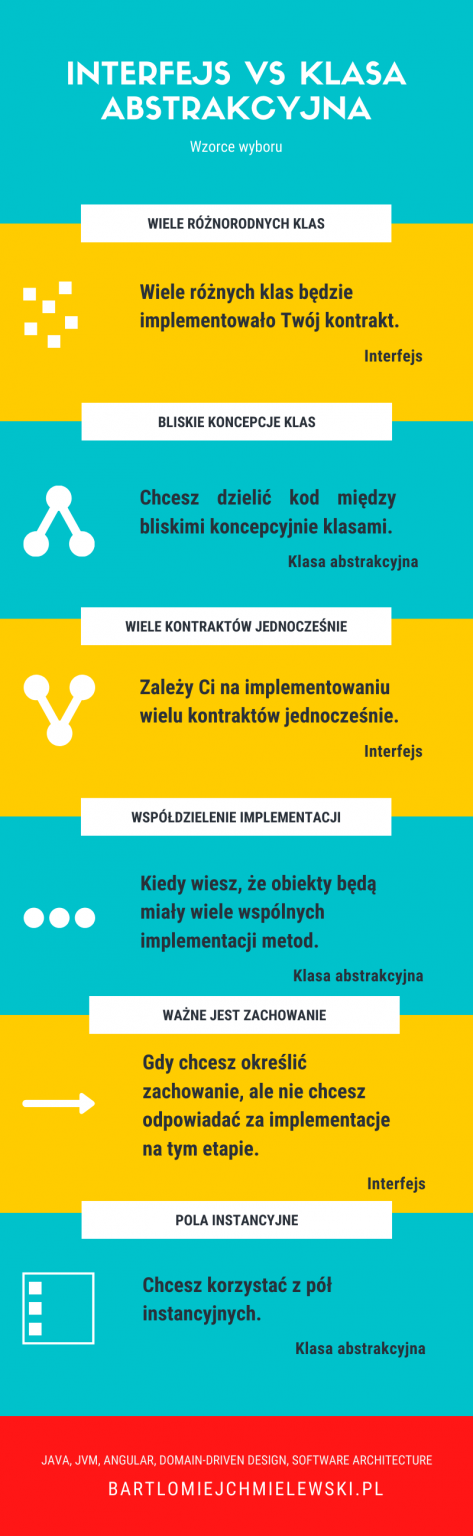 INTERFEJS VS KLASA
ABSTRAKCYJNA
Wzorce wyboru
WIELE RÓŻNORODNYCH KLAS
Wiele różnych klas będzie
implementowało Twój kontrakt.
Interfejs
BLISKIE KONCEPCJE KLAS
Chcesz dzielić kod między
bliskimi koncepcyjnie klasami.
Klasa abstrakcyjna
WIELE KONTRAKTÓW JEDNOCZEŚNIE
Zależy Ci na implementowaniu
wielu kontraktów jednocześnie.
Interfejs
WSPÓŁDZIELENIE IMPLEMENTACJI
Kiedy wiesz, że obiekty będą
miały wiele wspólnych
implementacji metod.
Klasa abstrakcyjna
WAŻNE JEST ZACHOWANIE
Gdy chcesz określić
zachowanie, ale nie chcesz
odpowiadać za implementacje
na tym etapie.
Interfejs
POLA INSTANCYJNE
Chcesz korzystać z pól
instancyjnych.
Klasa abstrakcyjna
JAVA, JVM, ANGULAR, DOMAIN-DRIVEN DESIGN, SOFTWARE ARCHITECTURE
BARTLOMIEJCHMIELEWSKI.PL